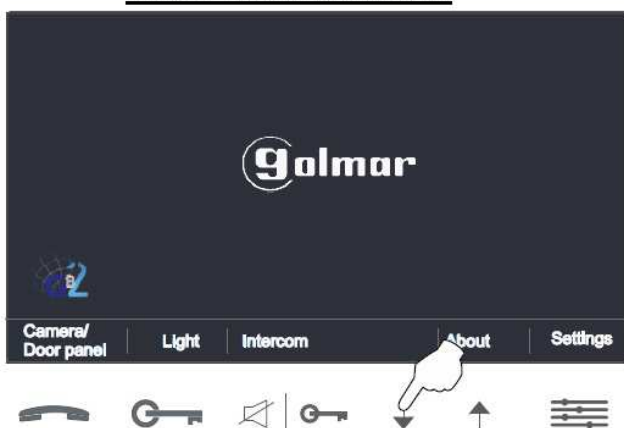 golmar
Camera/
Door panel
Light
Intercom
About
Settings